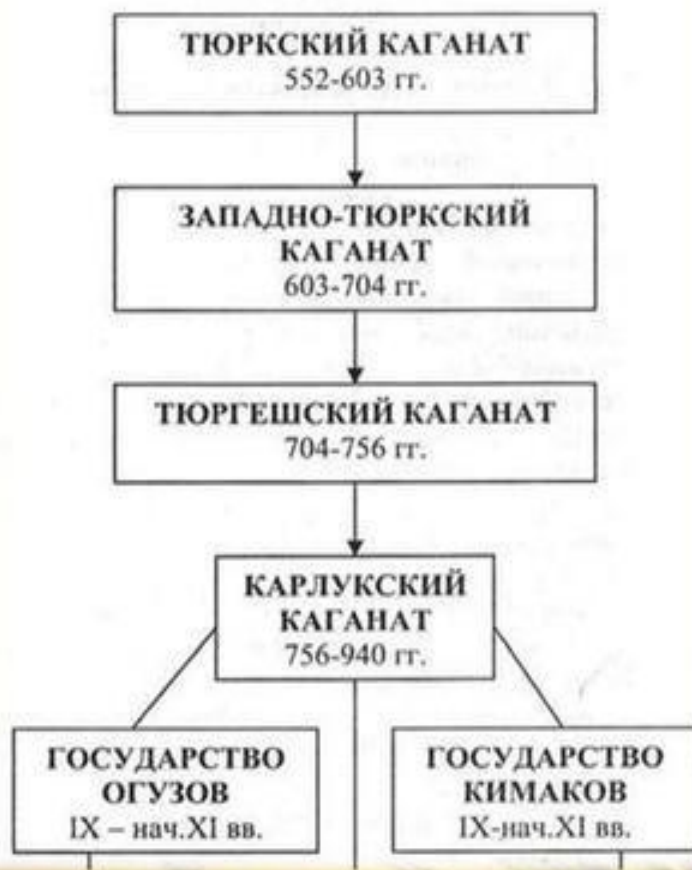 ТЮРКСКИЙ КАГАНАТ
552-603 гг.
ЗАПАДНО-ТЮРКСКИЙ
КАГАНАТ
603-704 гг.
ТЮРГЕШСКИЙ КАГАНАТ
704-756 гг.
КАРЛУКСКИЙ
КАГАНАТ
756-940 гг.
ГОСУДАРСТВО
ОГУЗОВ
IX – нач.XI вв.
ГОСУДАРСТВО
КИМАКОВ
IX-нач.XI вв.